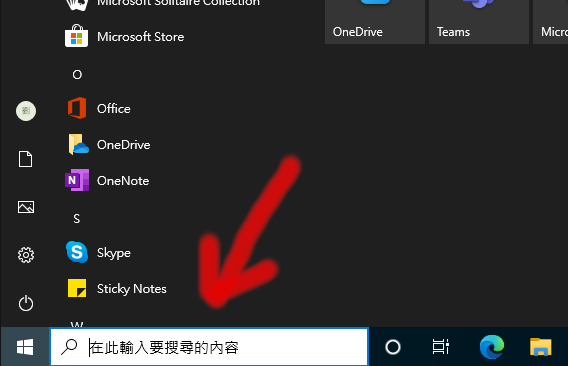 Microsoft Solitaire Collection
Microsoft Store
O
Office
OneDrive
OneNote
S
Skype
Sticky Notes
W
OneDrive
Teams
Micro
劉
在此輸入要搜尋的內容